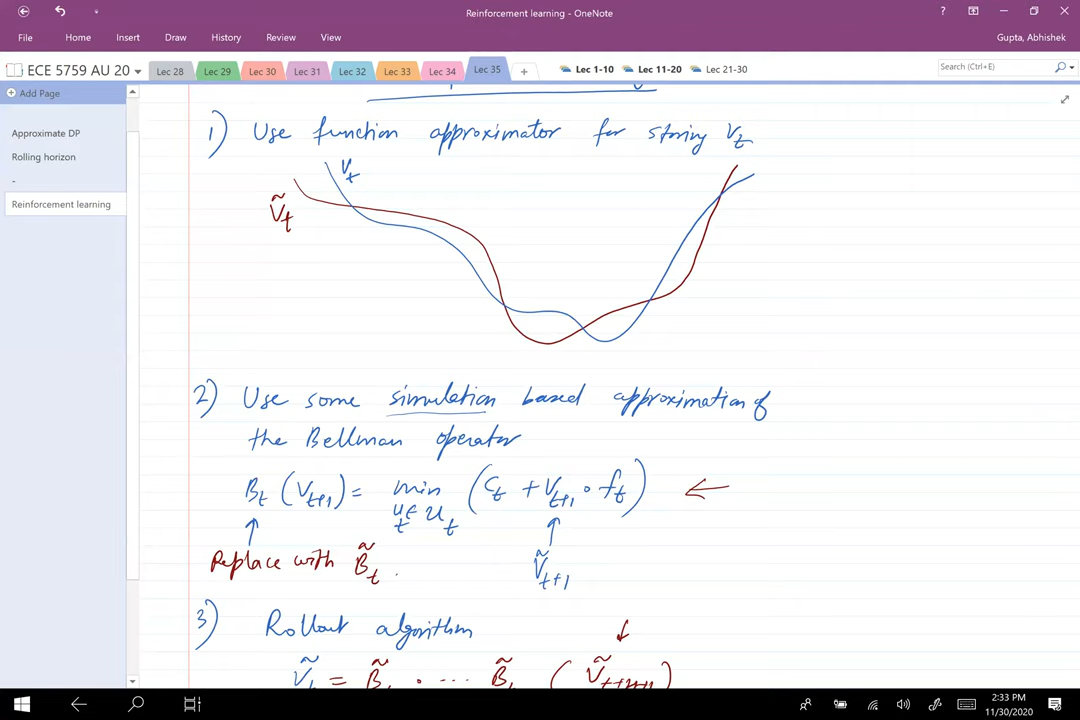 Reinforcement learning - OneNote
?
File Home Insert Draw History Review View
Gupta, Abhishek
ECE 5759 AU 20
Lec 28 Lec 29 Lec 30 Lec 31 Lec 32 Lec 33 Lec 34 Lec 35 +
Lec 1-10 Lec 11-20 Lec 21-30
Search (Ctrl+E)
Add Page
Approximate DP
Rolling horizon
-
Reinforcement learning
1) Use function approximator for storing V_t
V_t
Ṽ_t
2) Use some simulation based approximation of
the Bellman operator
B_t (V_{t+1}) = min_{u_t ∈ U_t} (C_t + V_{t+1} ∘ f_t) ←
Replace with B̃_t .
Ṽ_{t+1}
3) Rollout algorithm
2:33 PM
11/30/2020